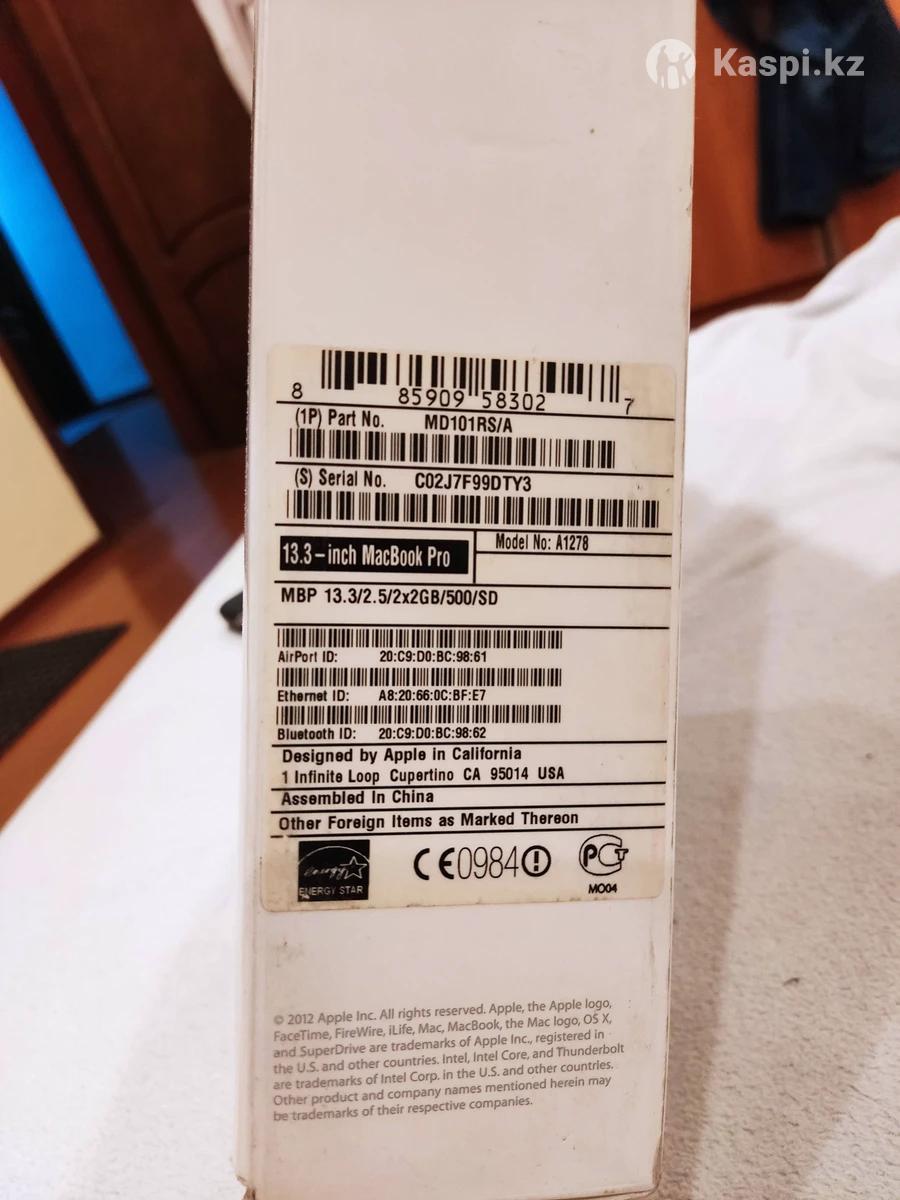 Kaspi.kz
8 85909 58302 7
(1P) Part No. MD101RS/A
(S) Serial No. C02J7F99DTY3
13.3-inch MacBook Pro
Model No: A1278
MBP 13.3/2.5/2x2GB/500/SD
AirPort ID: 20:C9:D0:BC:98:61
Ethernet ID: A8:20:66:0C:BF:E7
Bluetooth ID: 20:C9:D0:BC:98:62
Designed by Apple in California
1 Infinite Loop Cupertino CA 95014 USA
Assembled In China
Other Foreign Items as Marked Thereon
energy
ENERGY STAR
CE0984
PCT
MO04
© 2012 Apple Inc. All rights reserved. Apple, the Apple logo,
FaceTime, FireWire, iLife, Mac, MacBook, the Mac logo, OS X,
and SuperDrive are trademarks of Apple Inc., registered in
the U.S. and other countries. Intel, Intel Core, and Thunderbolt
are trademarks of Intel Corp. in the U.S. and other countries.
Other product and company names mentioned herein may
be trademarks of their respective companies.